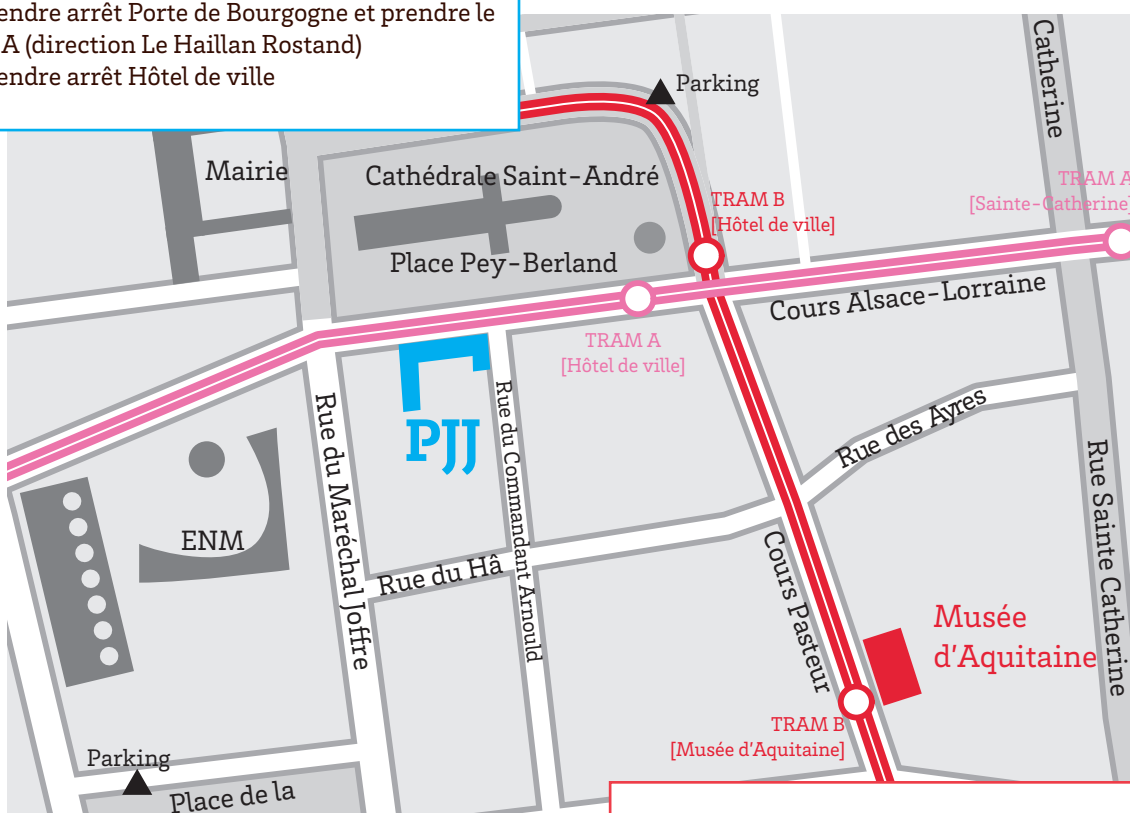 endre arrêt Porte de Bourgogne et prendre le
A (direction Le Haillan Rostand)
endre arrêt Hôtel de ville
Catherine
Parking
Mairie
Cathédrale Saint-André
TRAM A
[Sainte-Catherine]
TRAM B
[Hôtel de ville]
Place Pey-Berland
Cours Alsace-Lorraine
TRAM A
[Hôtel de ville]
PJJ
Rue du Maréchal Joffre
Rue du Commandant Arnould
Rue des Ayres
Rue Sainte Catherine
ENM
Rue du Hâ
Cours Pasteur
Musée
d'Aquitaine
TRAM B
[Musée d'Aquitaine]
Parking
Place de la